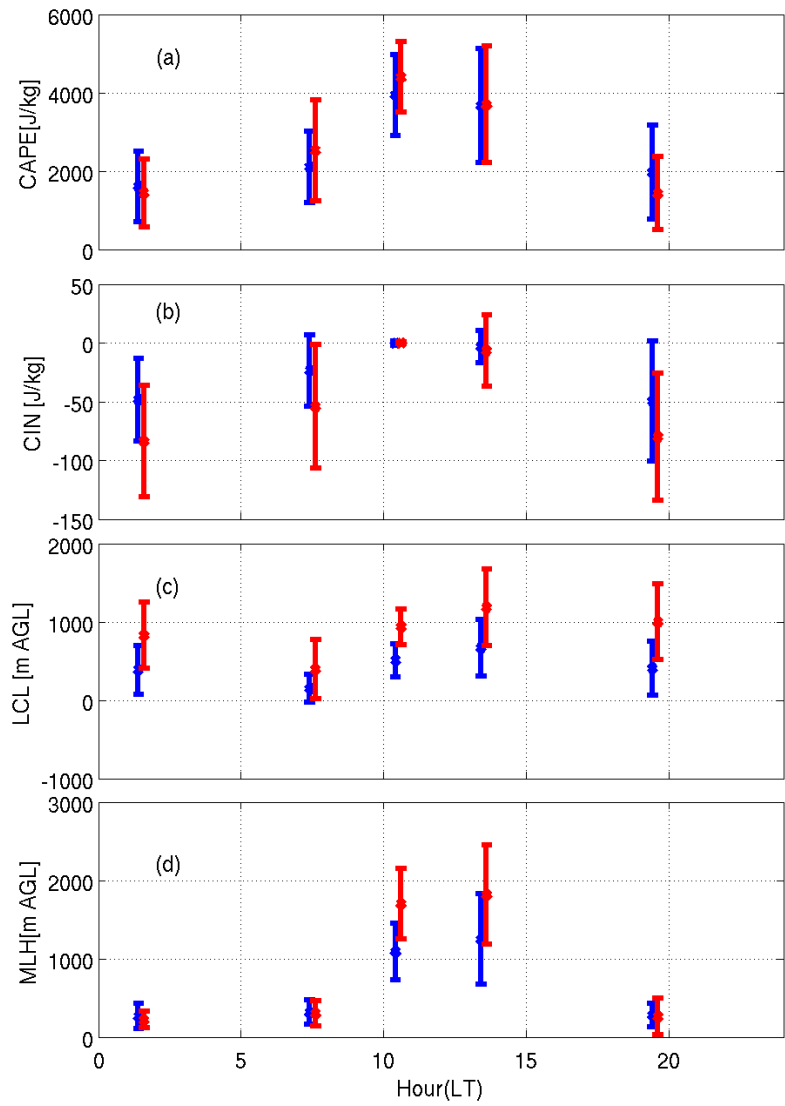 6000
4000
2000
0
CAPE[J/kg]
(a)
50
0
-50
-100
-150
CIN [J/kg]
(b)
2000
1000
0
-1000
LCL [m AGL]
(c)
3000
2000
1000
0
MLH[m AGL]
(d)
0 5 10 15 20
Hour(LT)